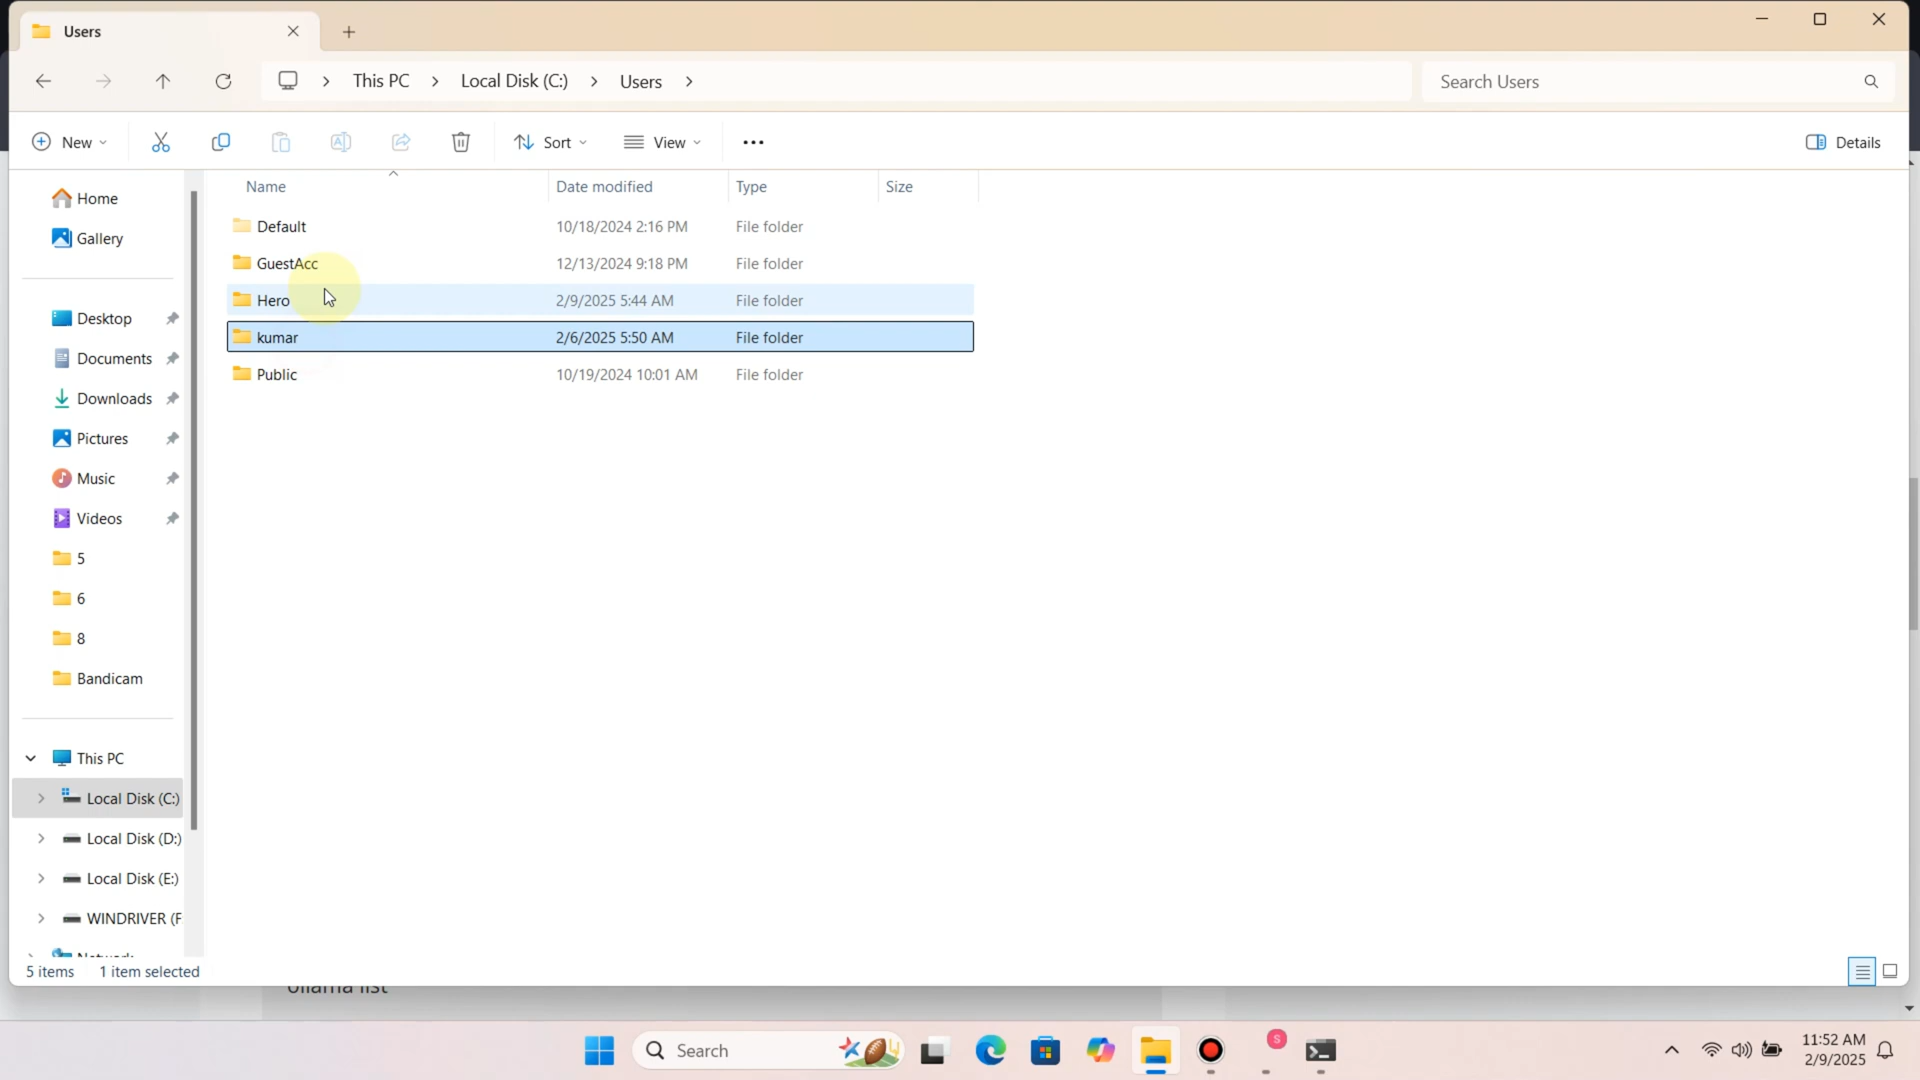 Users
This PC
Local Disk (C:)
Users
Search Users
New
Sort
View
Details
Home
Gallery
Desktop
Documents
Downloads
Pictures
Music
Videos
5
6
8
Bandicam
This PC
Local Disk (C:)
Local Disk (D:)
Local Disk (E:)
WINDRIVER (F
Network
Name Date modified Type Size
Default 10/18/2024 2:16 PM File folder
GuestAcc 12/13/2024 9:18 PM File folder
Hero 2/9/2025 5:44 AM File folder
kumar 2/6/2025 5:50 AM File folder
Public 10/19/2024 10:01 AM File folder
5 items 1 item selected
ollama list
Search
S
11:52 AM
2/9/2025